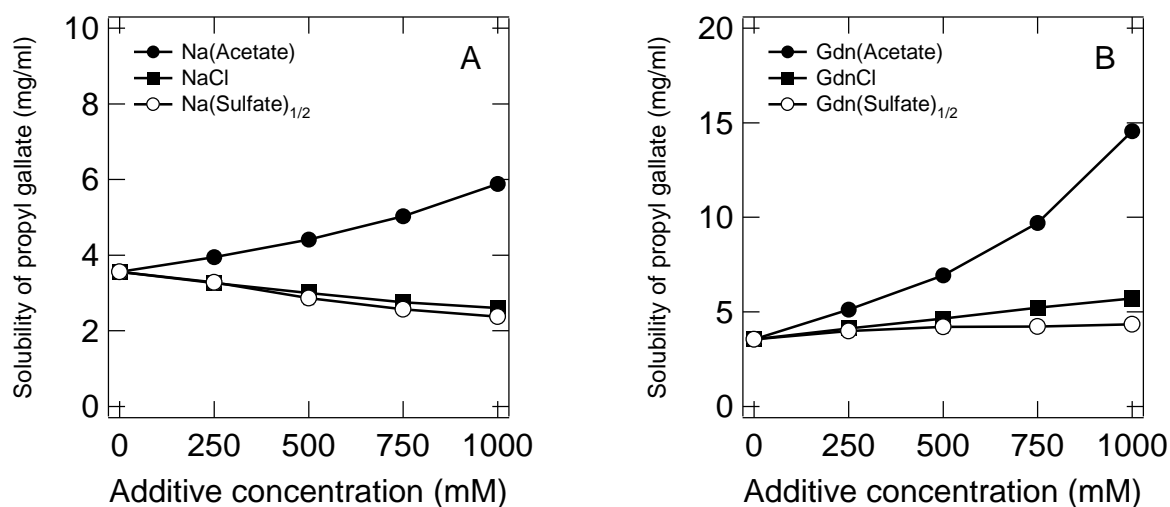 10
8
6
4
2
0
Solubility of propyl gallate (mg/ml)
Na(Acetate)
NaCl
Na(Sulfate)1/2
A
0 250 500 750 1000
Additive concentration (mM)
20
15
10
5
0
Solubility of propyl gallate (mg/ml)
Gdn(Acetate)
GdnCl
Gdn(Sulfate)1/2
B
0 250 500 750 1000
Additive concentration (mM)